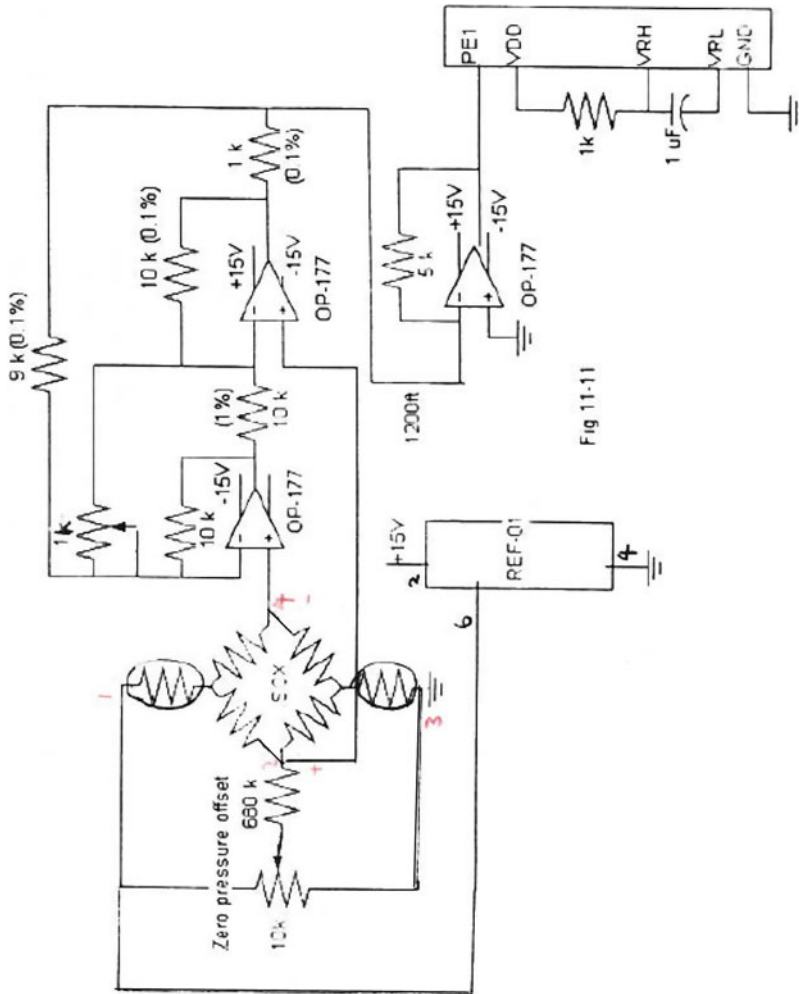 9 k (0.1%)
1k
10 k (0.1%)
1 k
(0.1%)
+15V
-15V
OP-177
(1%)
10 k
10k
-15V
OP-177
1
4
-
SCX
2
+
3
680 k
Zero pressure offset
10k
1200ft
5 k
+15V
-15V
OP-177
PE1
VDD
VRH
VRL
GND
1k
1 uF
+15V
2
REF-01
6
4
Fig 11-11